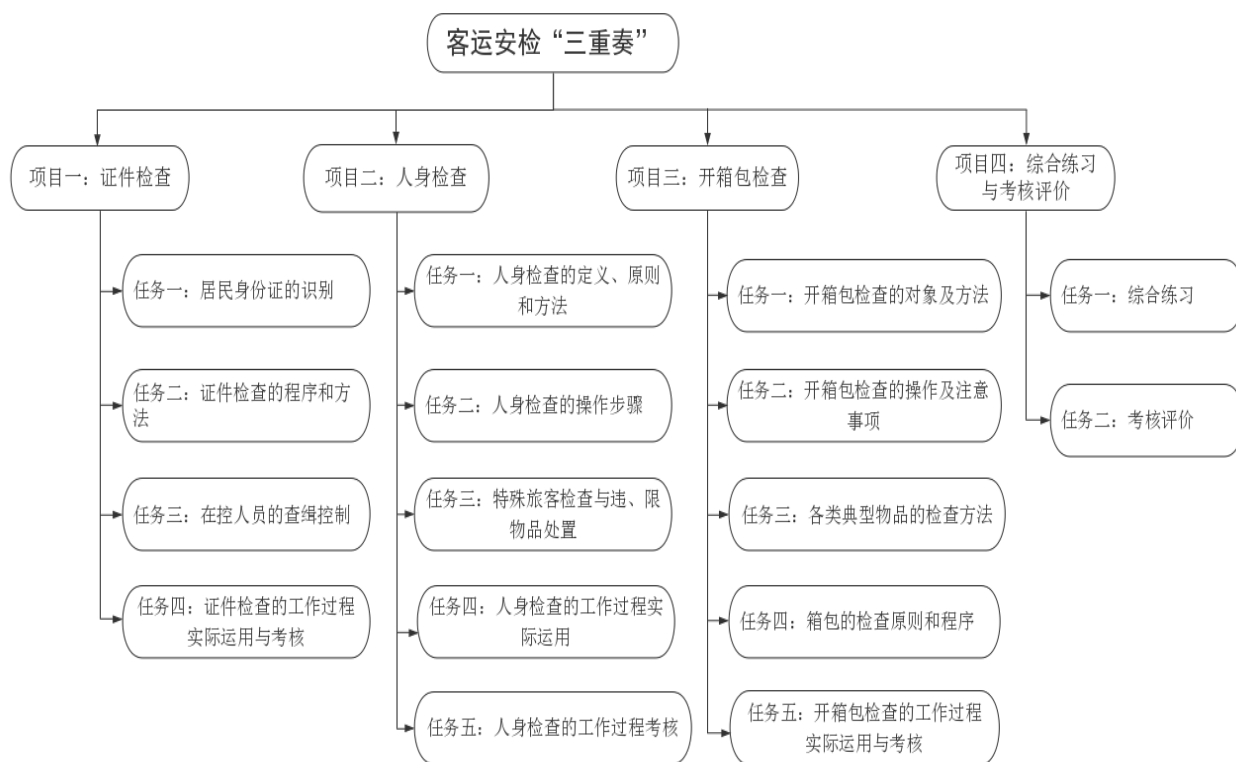 客运安检“三重奏”
项目一：证件检查
任务一：居民身份证的识别
任务二：证件检查的程序和方
法
任务三：在控人员的查缉控制
任务四：证件检查的工作过程
实际运用与考核
项目二：人身检查
任务一：人身检查的定义、原则
和方法
任务二：人身检查的操作步骤
任务三：特殊旅客检查与违、限
物品处置
任务四：人身检查的工作过程实
际运用
任务五：人身检查的工作过程考核
项目三：开箱包检查
任务一：开箱包检查的对象及方法
任务二：开箱包检查的操作及注意
事项
任务三：各类典型物品的检查方法
任务四：箱包的检查原则和程序
任务五：开箱包检查的工作过程
实际运用与考核
项目四：综合练习
与考核评价
任务一：综合练习
任务二：考核评价